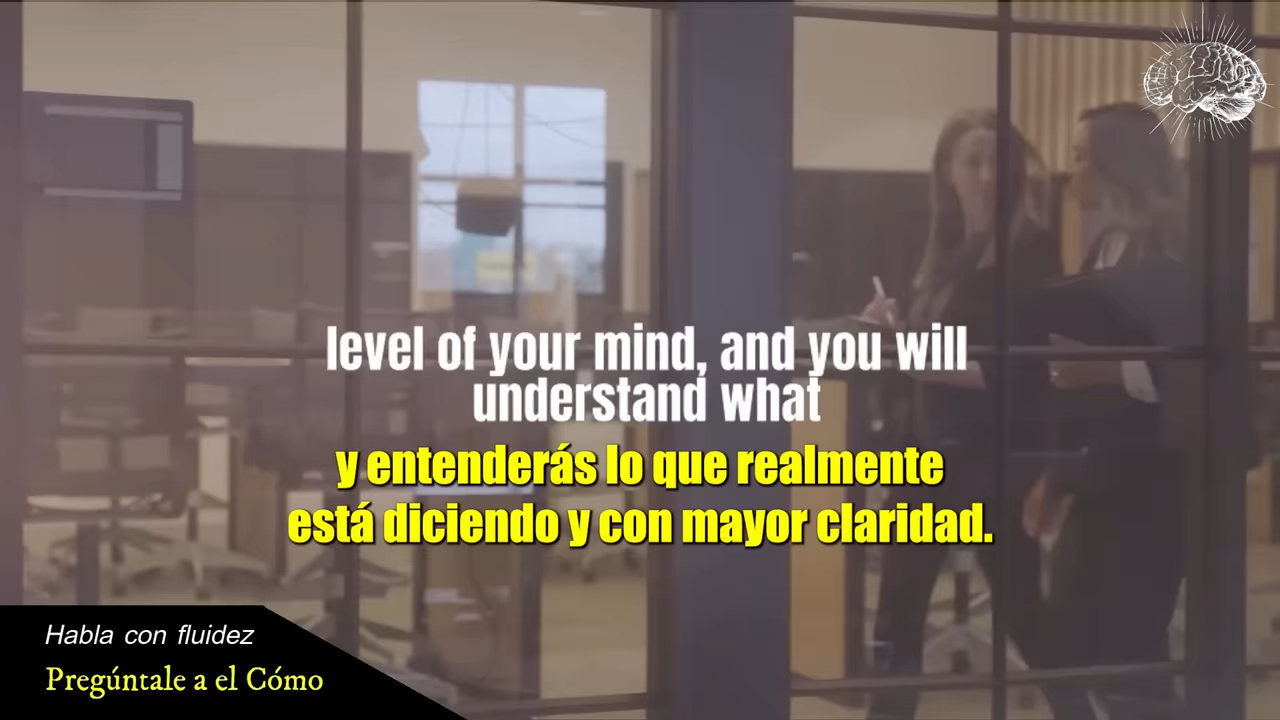 level of your mind, and you will
understand what
y entenderás lo que realmente
está diciendo y con mayor claridad.
Habla con fluidez
Pregúntale a el Cómo